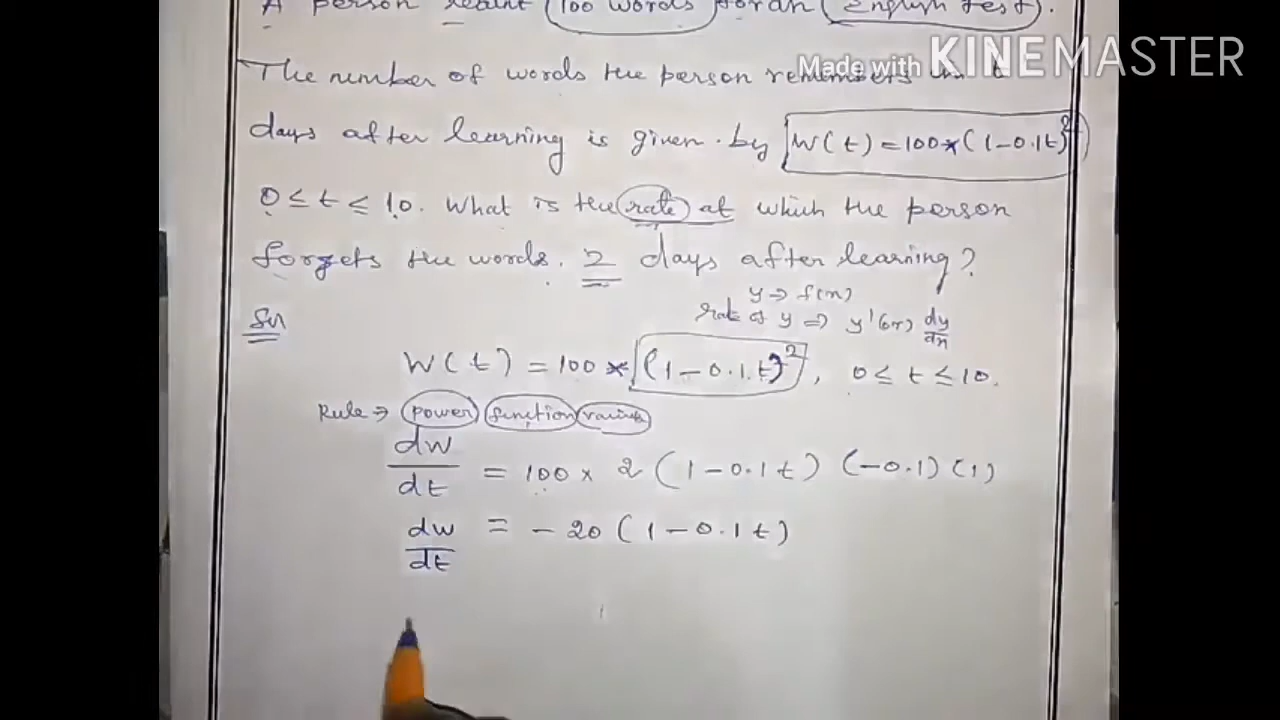 A person learnt 100 words for an English test.
Made with KINEMASTER
The number of words the person remembers in t
days after learning is given by W(t) = 100 * (1-0.1t)²
0 ≤ t ≤ 10. What is the rate at which the person
forgets the words. 2 days after learning?
y ⇒ f(x)
rate of y ⇒ y' (or) dy/dx
Sol
W(t) = 100 * (1-0.1t)², 0 ≤ t ≤ 10.
Rule ⇒ power function variable
dw/dt = 100 x 2 (1-0.1t) (-0.1) (1)
dw/dt = -20 (1-0.1t)